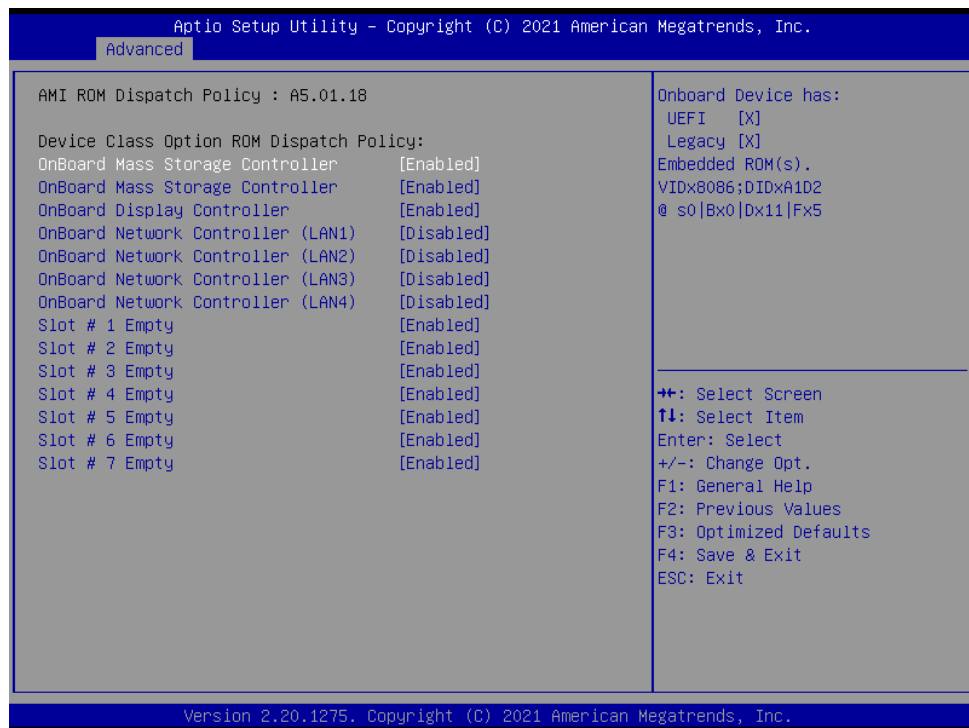 Aptio Setup Utility – Copyright (C) 2021 American Megatrends, Inc.
Advanced
AMI ROM Dispatch Policy : A5.01.18
Device Class Option ROM Dispatch Policy:
OnBoard Mass Storage Controller [Enabled]
OnBoard Mass Storage Controller [Enabled]
OnBoard Display Controller [Enabled]
OnBoard Network Controller (LAN1) [Disabled]
OnBoard Network Controller (LAN2) [Disabled]
OnBoard Network Controller (LAN3) [Disabled]
OnBoard Network Controller (LAN4) [Disabled]
Slot # 1 Empty [Enabled]
Slot # 2 Empty [Enabled]
Slot # 3 Empty [Enabled]
Slot # 4 Empty [Enabled]
Slot # 5 Empty [Enabled]
Slot # 6 Empty [Enabled]
Slot # 7 Empty [Enabled]
Onboard Device has:
UEFI [X]
Legacy [X]
Embedded ROM(s).
VIDx8086;DIDxA1D2
@ s0|Bx0|Dx11|Fx5
→←: Select Screen
↑↓: Select Item
Enter: Select
+/-: Change Opt.
F1: General Help
F2: Previous Values
F3: Optimized Defaults
F4: Save & Exit
ESC: Exit
Version 2.20.1275. Copyright (C) 2021 American Megatrends, Inc.